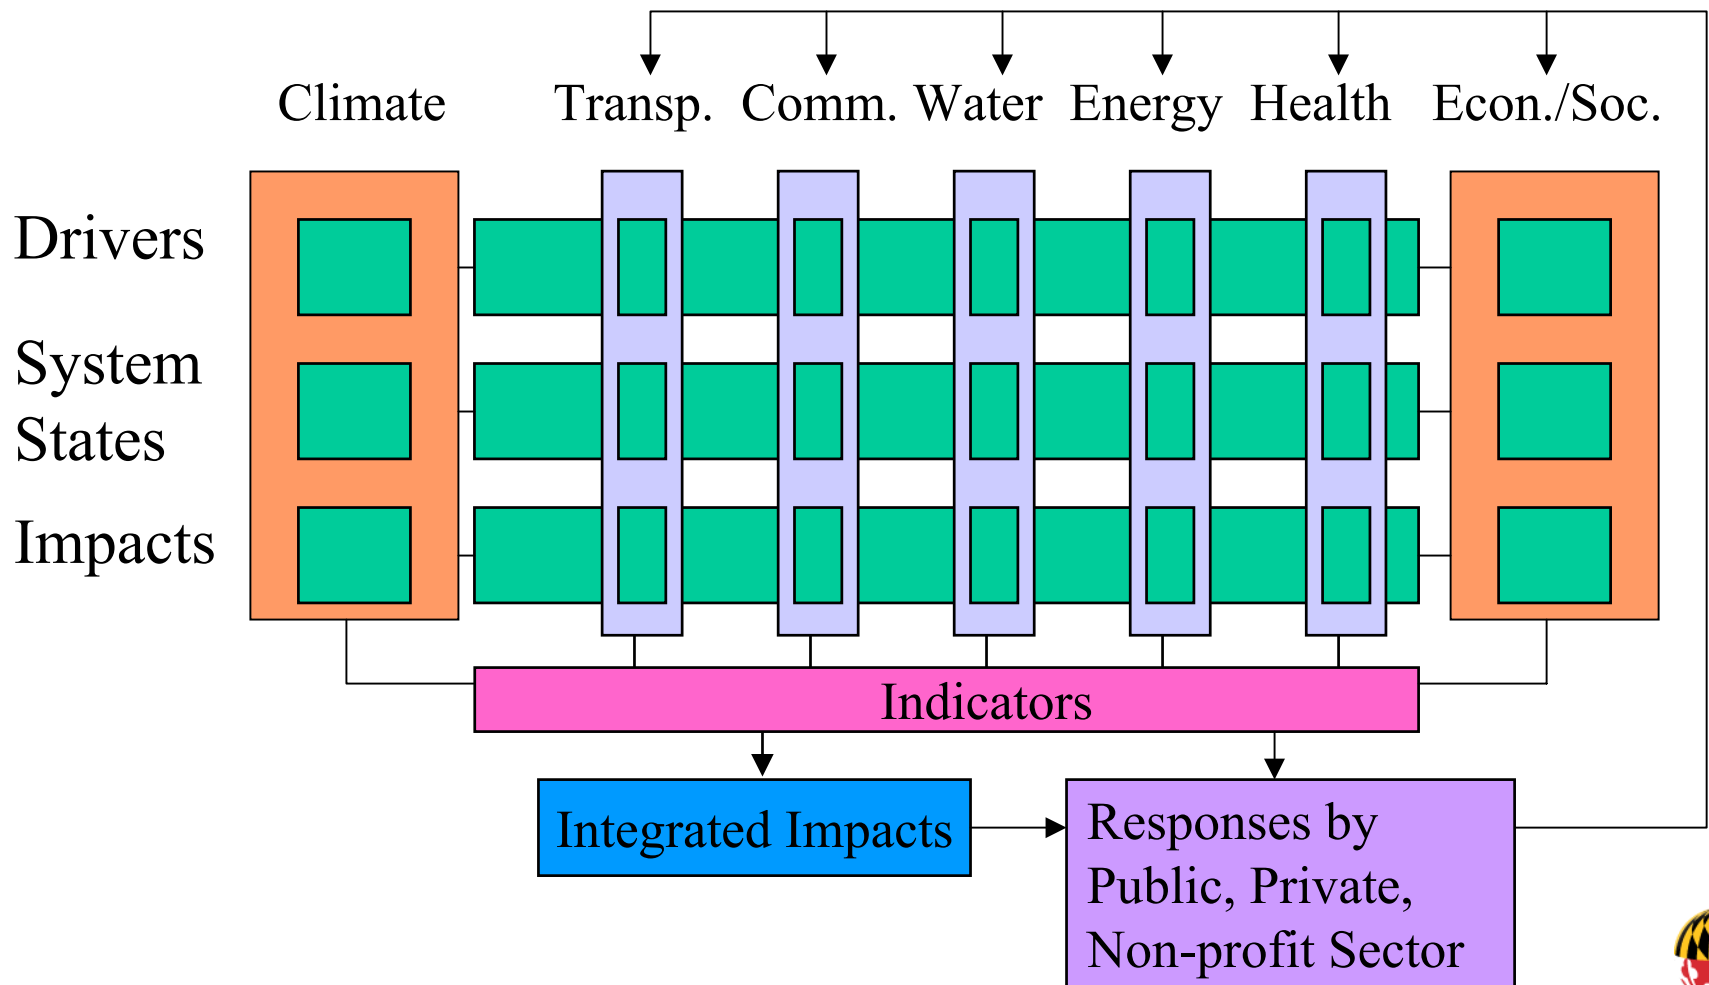 Climate Transp. Comm. Water Energy Health Econ./Soc.
Drivers
System
States
Impacts
Indicators
Integrated Impacts
Responses by
Public, Private,
Non-profit Sector